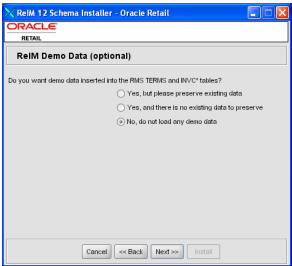 ReIM 12 Schema Installer - Oracle Retail
ORACLE
RETAIL
ReIM Demo Data (optional)
Do you want demo data inserted into the RMS TERMS and INVC* tables?
Yes, but please preserve existing data
Yes, and there is no existing data to preserve
No, do not load any demo data
Cancel
<< Back
Next >>
Install